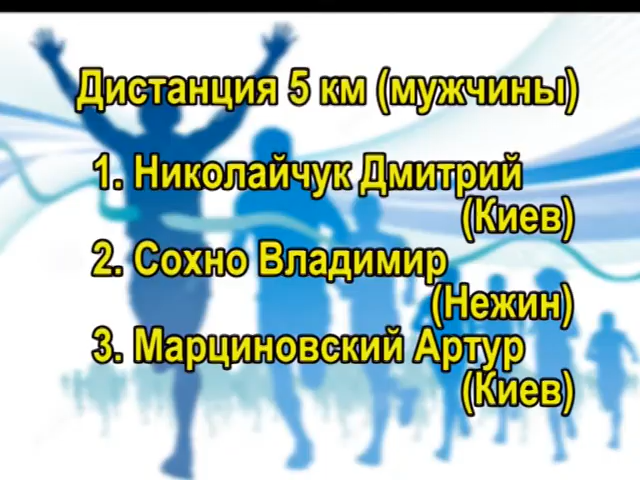 Дистанция 5 км (мужчины)
1. Николайчук Дмитрий
(Киев)
2. Сохно Владимир
(Нежин)
3. Марциновский Артур
(Киев)